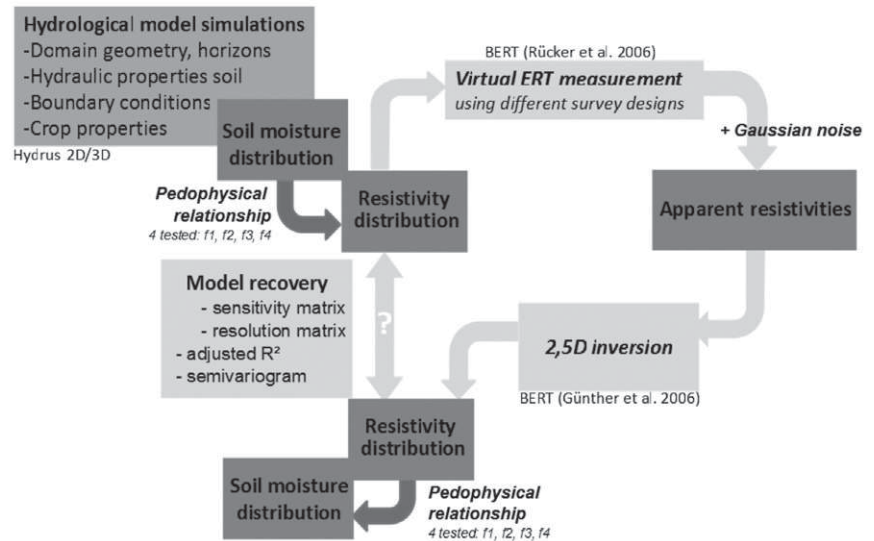 Hydrological model simulations
-Domain geometry, horizons
-Hydraulic properties soil
-Boundary conditions
-Crop properties
Hydrus 2D/3D
Soil moisture
distribution
Pedophysical
relationship
4 tested: f1, f2, f3, f4
Resistivity
distribution
BERT (Rücker et al. 2006)
Virtual ERT measurement
using different survey designs
+ Gaussian noise
Apparent resistivities
Model recovery
- sensitivity matrix
- resolution matrix
- adjusted R²
- semivariogram
?
2,5D inversion
BERT (Günther et al. 2006)
Resistivity
distribution
Soil moisture
distribution
Pedophysical
relationship
4 tested: f1, f2, f3, f4